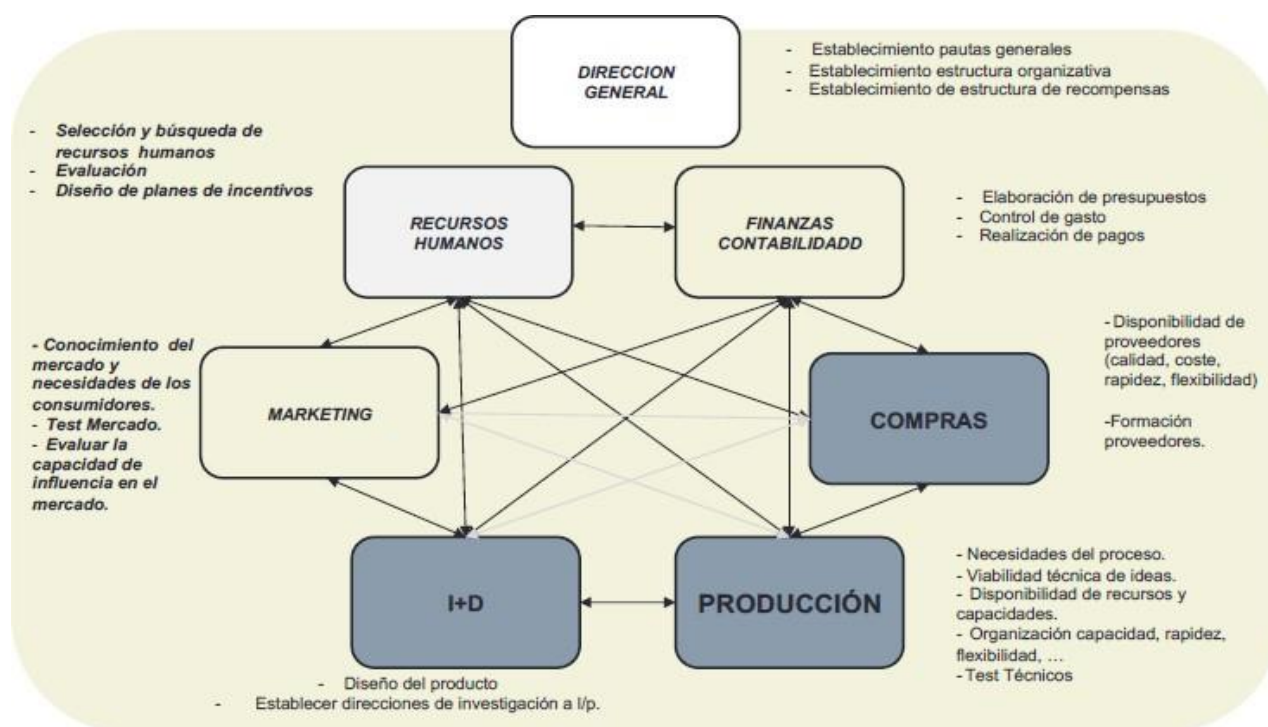 DIRECCION
GENERAL
- Establecimiento pautas generales
- Establecimiento estructura organizativa
- Establecimiento de estructura de recompensas
- Selección y búsqueda de
recursos humanos
- Evaluación
- Diseño de planes de incentivos
RECURSOS
HUMANOS
FINANZAS
CONTABILIDADD
- Elaboración de presupuestos
- Control de gasto
- Realización de pagos
- Conocimiento del
mercado y
necesidades de los
consumidores.
- Test Mercado.
- Evaluar la
capacidad de
influencia en el
mercado.
MARKETING
COMPRAS
- Disponibilidad de
proveedores
(calidad, coste,
rapidez, flexibilidad)
-Formación
proveedores.
I+D
PRODUCCIÓN
- Necesidades del proceso.
- Viabilidad técnica de ideas.
- Disponibilidad de recursos y
capacidades.
- Organización capacidad, rapidez,
flexibilidad, …
- Test Técnicos
- Diseño del producto
- Establecer direcciones de investigación a l/p.